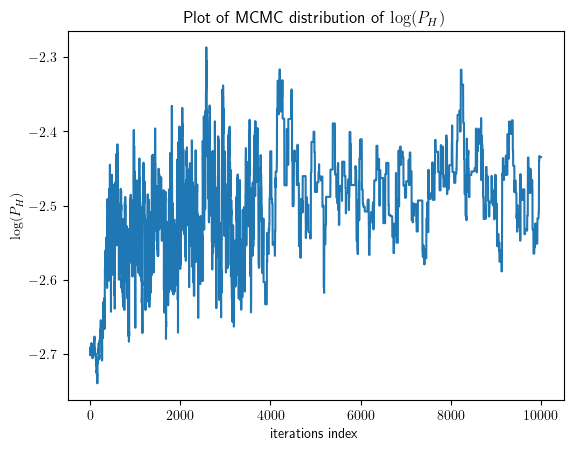 Plot of MCMC distribution of log(P_H)
−2.3
−2.4
−2.5
−2.6
−2.7
log(P_H)
0 2000 4000 6000 8000 10000
iterations index